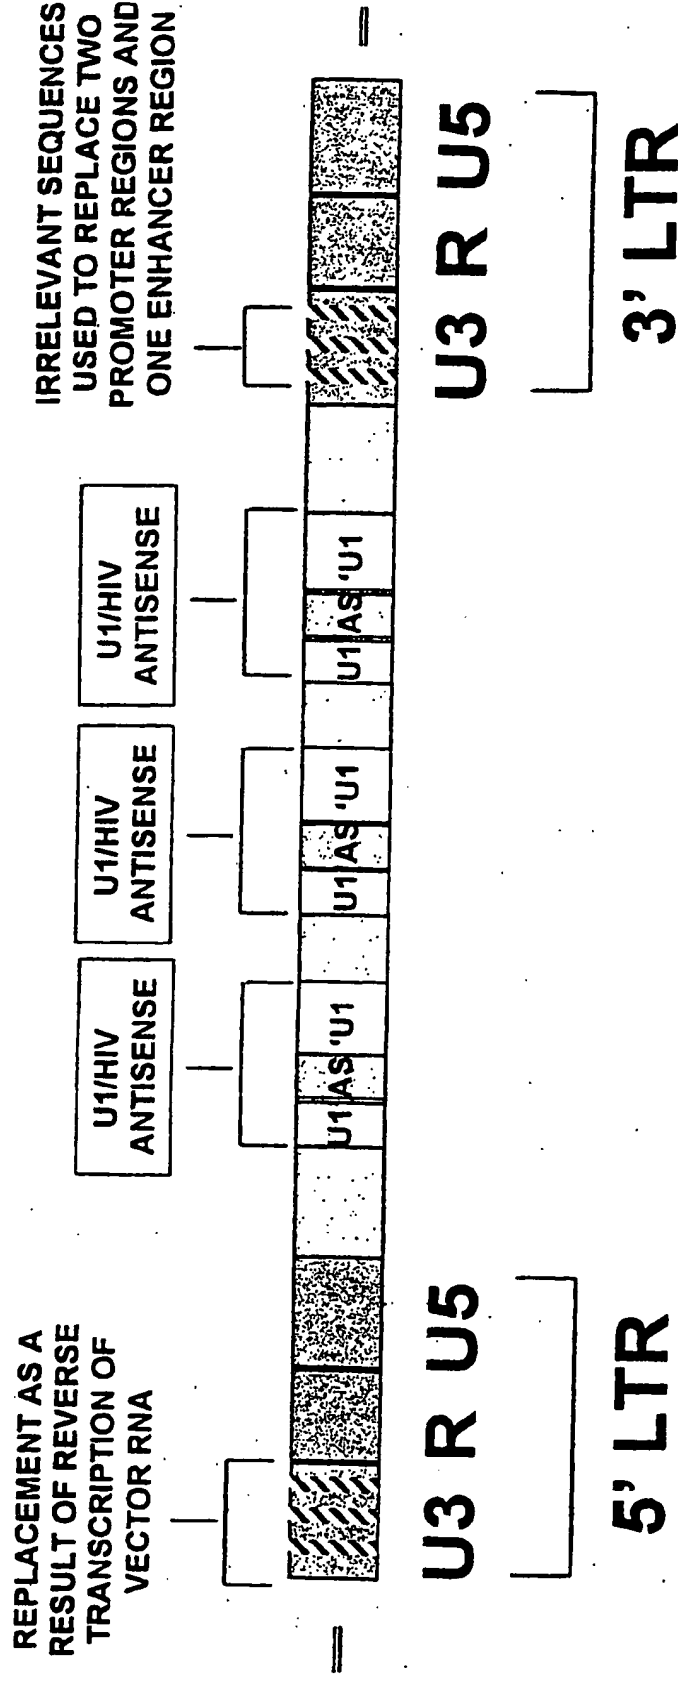 REPLACEMENT AS A
RESULT OF REVERSE
TRANSCRIPTION OF
VECTOR RNA
U1/HIV
ANTISENSE
U1/HIV
ANTISENSE
U1/HIV
ANTISENSE
IRRELEVANT SEQUENCES
USED TO REPLACE TWO
PROMOTER REGIONS AND
ONE ENHANCER REGION
U1 AS 'U1 U1 AS 'U1 U1 AS 'U1
U3 R U5
U3 R U5
5' LTR
3' LTR